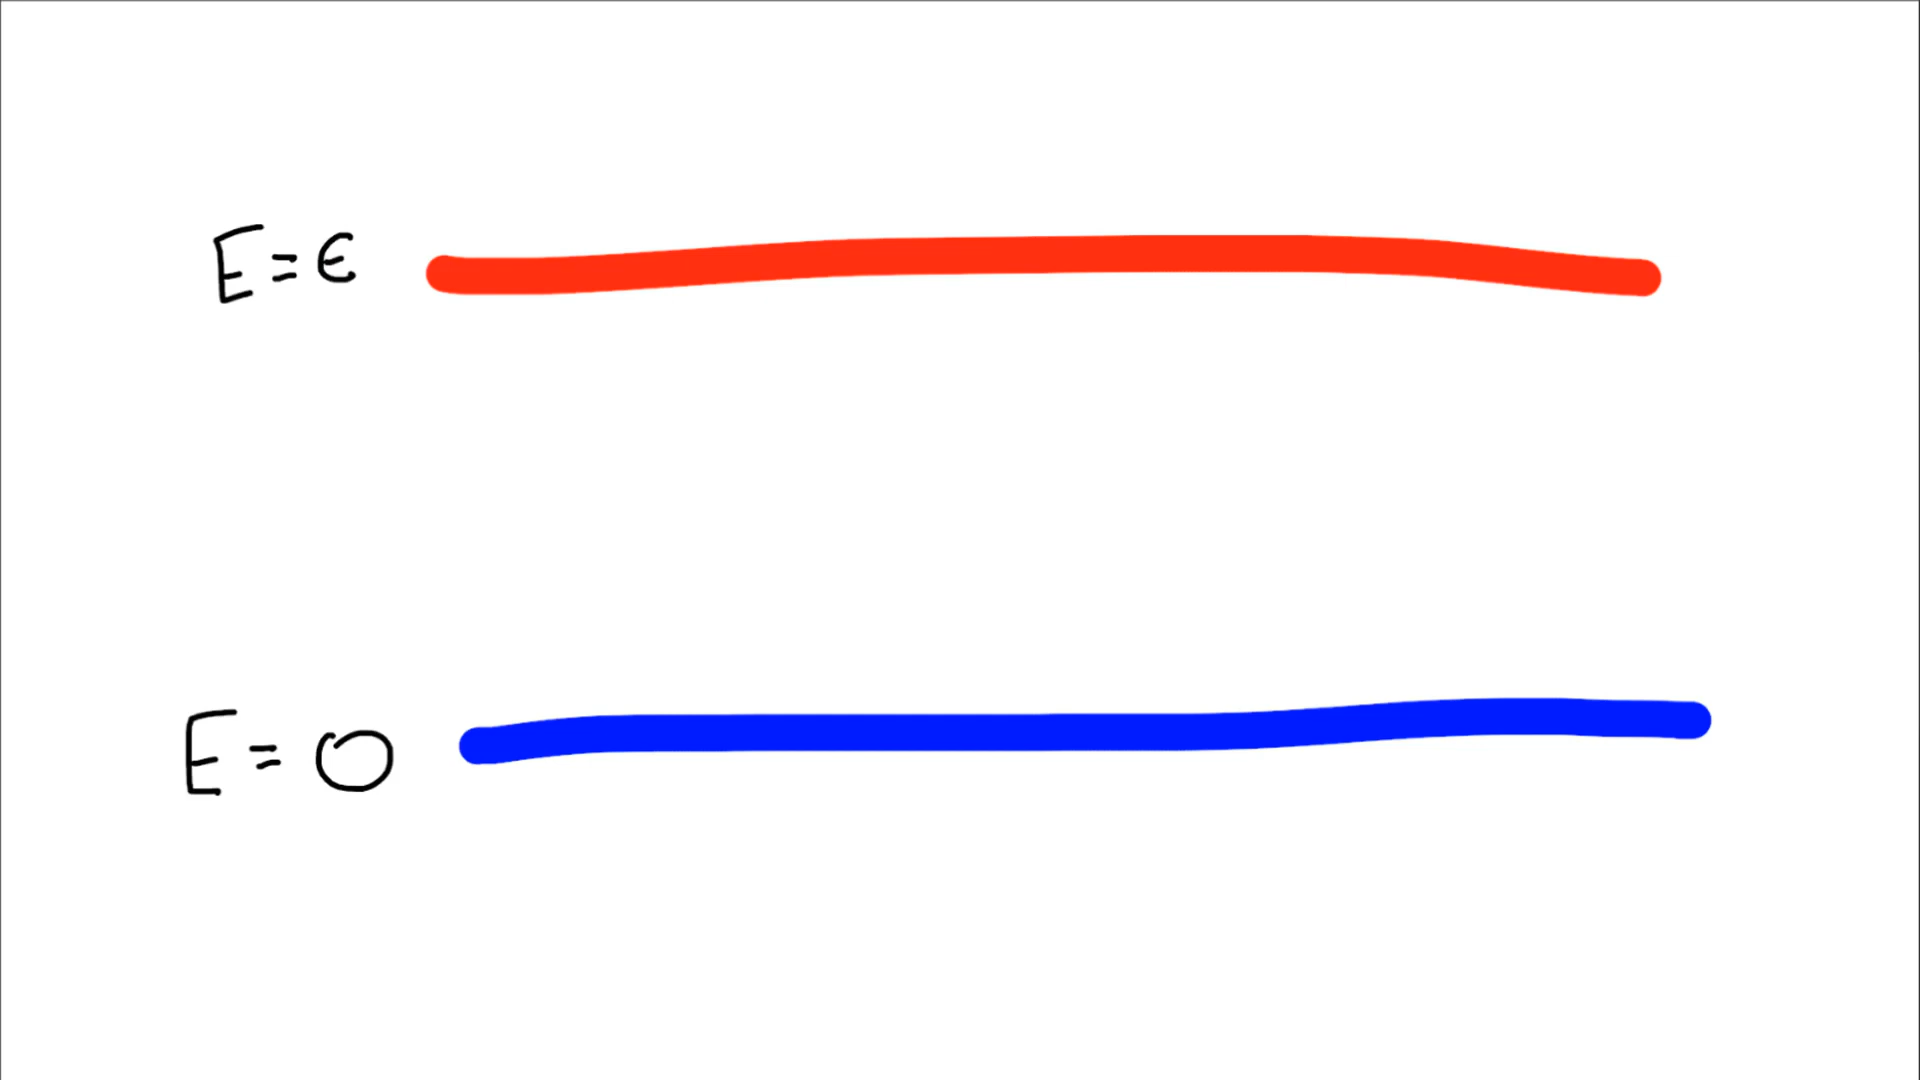 E = ϵ
E = 0